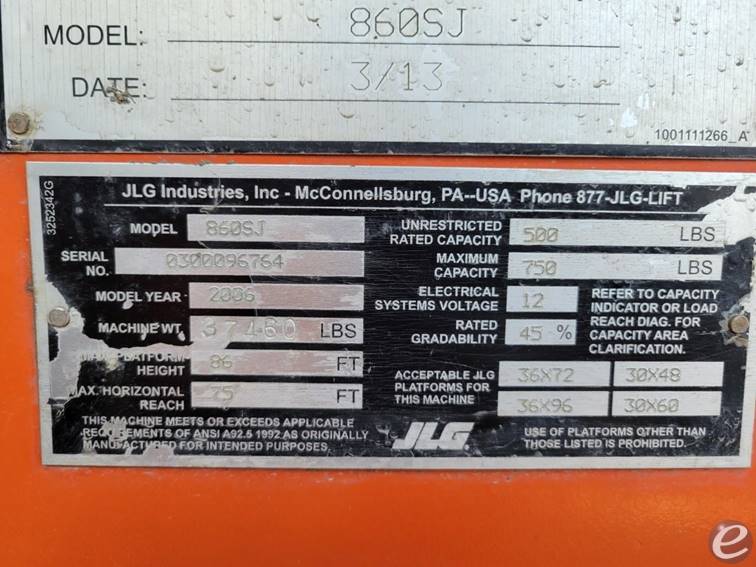 MODEL: 860SJ
DATE: 3/13
1001111266_A
3252342G
JLG Industries, Inc - McConnellsburg, PA--USA Phone 877-JLG-LIFT
MODEL 860SJ
SERIAL NO. 0300096764
MODEL YEAR 2006
MACHINE WT. 37460 LBS
MAX. PLATFORM HEIGHT 86 FT
MAX. HORIZONTAL REACH 75 FT
UNRESTRICTED RATED CAPACITY 500 LBS
MAXIMUM CAPACITY 750 LBS
ELECTRICAL SYSTEMS VOLTAGE 12
RATED GRADABILITY 45 %
REFER TO CAPACITY
INDICATOR OR LOAD
REACH DIAG. FOR
CAPACITY AREA
CLARIFICATION.
ACCEPTABLE JLG
PLATFORMS FOR
THIS MACHINE
36X72 30X48
36X96 30X60
THIS MACHINE MEETS OR EXCEEDS APPLICABLE
REQUIREMENTS OF ANSI A92.5 1992 AS ORIGINALLY
MANUFACTURED FOR INTENDED PURPOSES.
JLG
USE OF PLATFORMS OTHER THAN
THOSE LISTED IS PROHIBITED.
e